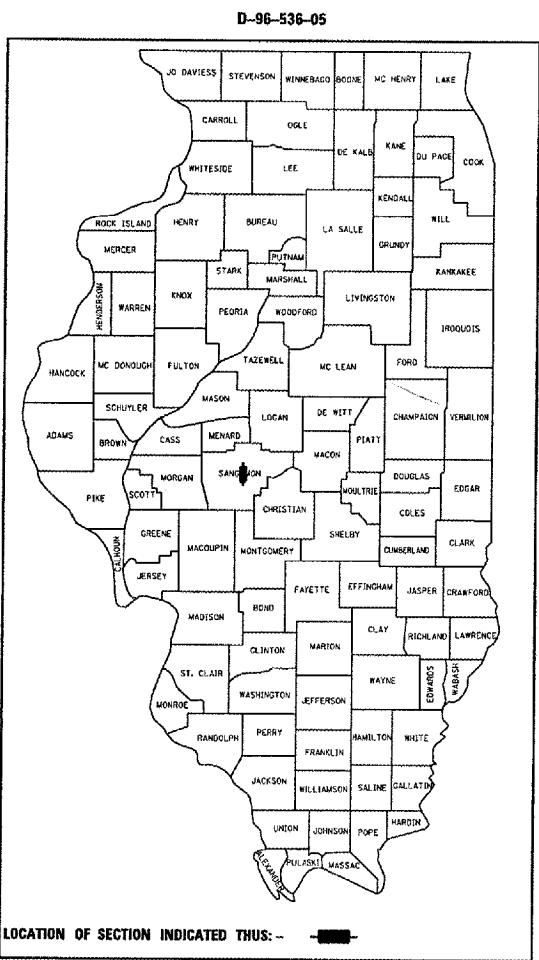 D-96-536-05
JO DAVIESS STEVENSON WINNEBAGO BOONE MC HENRY LAKE
CARROLL OGLE
DE KALB KANE DU PAGE COOK
WHITESIDE LEE
KENDALL WILL
ROCK ISLAND HENRY BUREAU LA SALLE
GRUNDY
MERCER PUTNAM
STARK MARSHALL KANKAKEE
HENDERSON WARREN KNOX PEORIA WOODFORD LIVINGSTON
IROQUOIS
HANCOCK MC DONOUGH FULTON TAZEWELL MC LEAN FORD
MASON
SCHUYLER LOGAN DE WITT CHAMPAIGN VERMILION
ADAMS BROWN CASS MENARD MACON PIATT
PIKE SCOTT MORGAN SANGAMON MOULTRIE DOUGLAS EDGAR
CHRISTIAN COLES
CALHOUN GREENE MACOUPIN MONTGOMERY SHELBY CUMBERLAND CLARK
JERSEY
FAYETTE EFFINGHAM JASPER CRAWFORD
MADISON BOND
CLAY RICHLAND LAWRENCE
CLINTON MARION
ST. CLAIR WAYNE EDWARDS WABASH
WASHINGTON JEFFERSON
MONROE
RANDOLPH PERRY HAMILTON WHITE
FRANKLIN
JACKSON WILLIAMSON SALINE GALLATIN
UNION JOHNSON POPE HARDIN
ALEXANDER PULASKI MASSAC
LOCATION OF SECTION INDICATED THUS: -